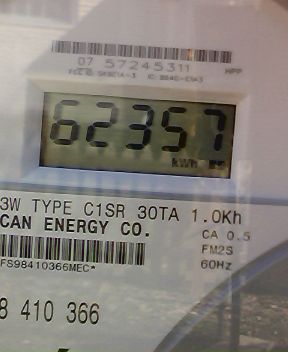 07 57245311
HPP
62357
kWh
3W TYPE C1SR 30TA 1.0Kh
CAN ENERGY CO.
CA 0.5
FM2S
60Hz
FS98410366MEC*
8 410 366